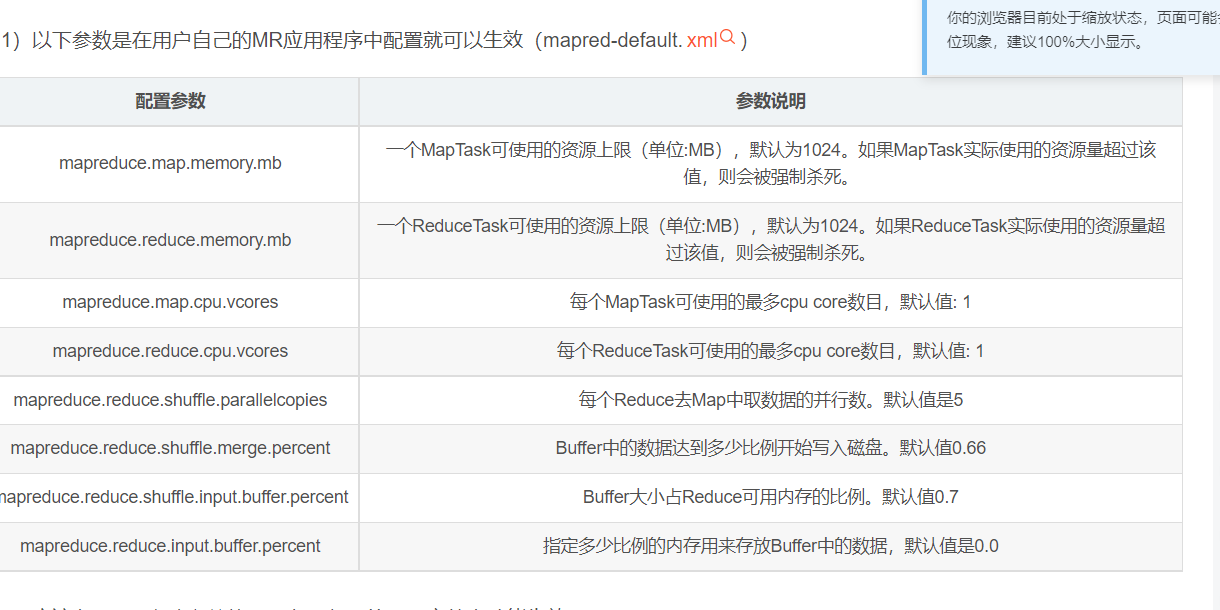 你的浏览器目前处于缩放状态，页面可能
位现象，建议100%大小显示。
1）以下参数是在用户自己的MR应用程序中配置就可以生效（mapred-default.xml）
配置参数 参数说明
mapreduce.map.memory.mb
一个MapTask可使用的资源上限（单位:MB），默认为1024。如果MapTask实际使用的资源量超过该
值，则会被强制杀死。
mapreduce.reduce.memory.mb
一个ReduceTask可使用的资源上限（单位:MB），默认为1024。如果ReduceTask实际使用的资源量超
过该值，则会被强制杀死。
mapreduce.map.cpu.vcores 每个MapTask可使用的最多cpu core数目，默认值: 1
mapreduce.reduce.cpu.vcores 每个ReduceTask可使用的最多cpu core数目，默认值: 1
mapreduce.reduce.shuffle.parallelcopies 每个Reduce去Map中取数据的并行数。默认值是5
mapreduce.reduce.shuffle.merge.percent Buffer中的数据达到多少比例开始写入磁盘。默认值0.66
mapreduce.reduce.shuffle.input.buffer.percent Buffer大小占Reduce可用内存的比例。默认值0.7
mapreduce.reduce.input.buffer.percent 指定多少比例的内存用来存放Buffer中的数据，默认值是0.0